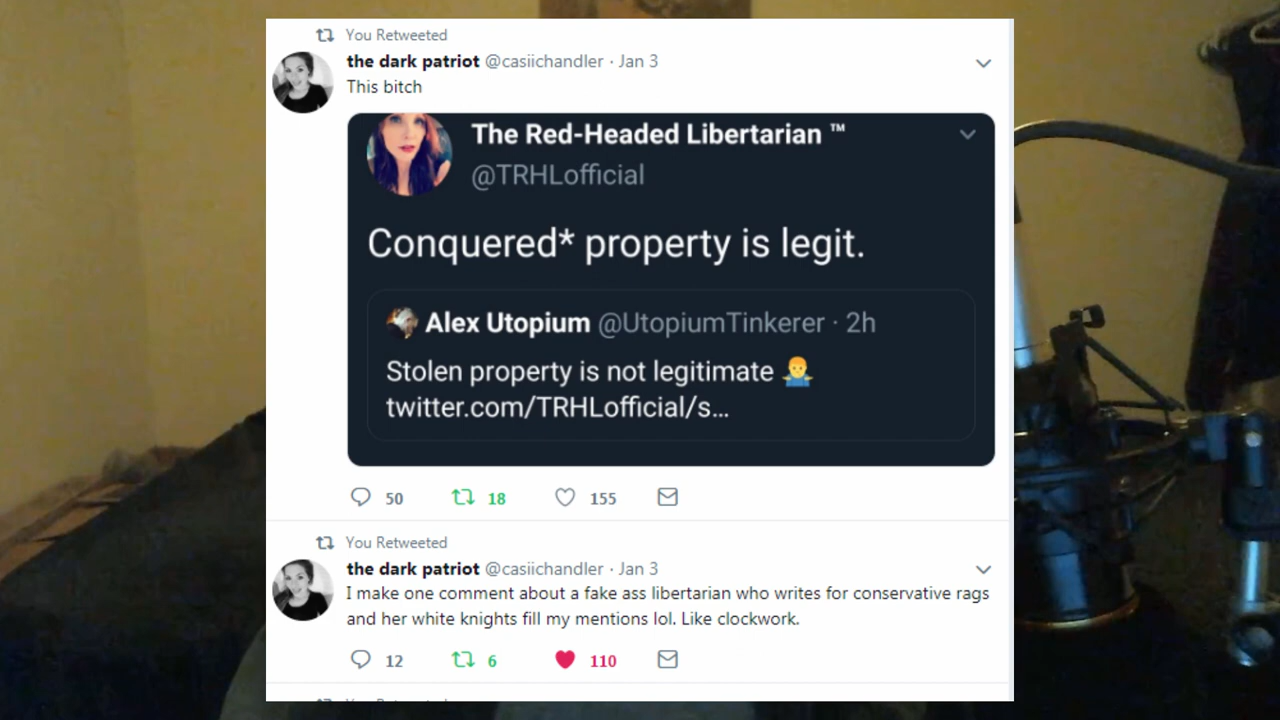 You Retweeted
the dark patriot @casiichandler · Jan 3
This bitch
The Red-Headed Libertarian ™
@TRHLofficial
Conquered* property is legit.
Alex Utopium @UtopiumTinkerer · 2h
Stolen property is not legitimate 🤷‍♂️
twitter.com/TRHLofficial/s...
50 18 155
You Retweeted
the dark patriot @casiichandler · Jan 3
I make one comment about a fake ass libertarian who writes for conservative rags
and her white knights fill my mentions lol. Like clockwork.
12 6 110